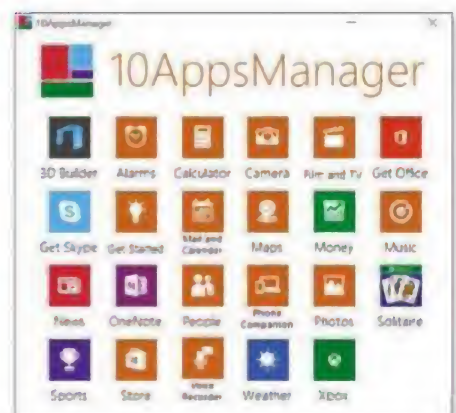 10AppsManager
10AppsManager
3D Builder Alarms Calculator Camera Film and TV Get Office
Get Skype Get Started Mail and Calendar Maps Money Music
News OneNote People Phone Companion Photos Solitaire
Sports Store Voice Recorder Weather Xbox